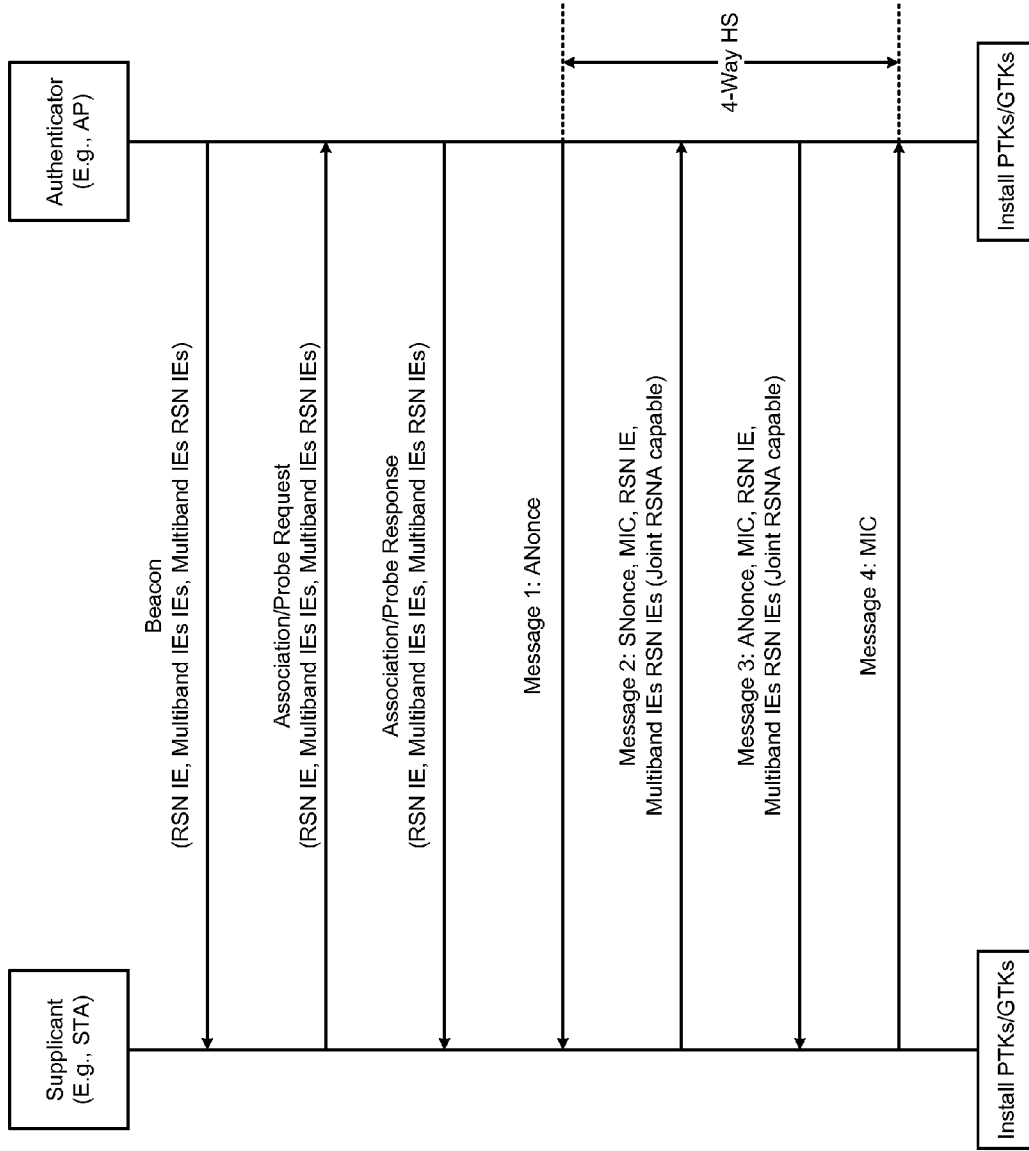 Supplicant
(E.g., STA)
Authenticator
(E.g., AP)
Beacon
(RSN IE, Multiband IEs IEs, Multiband IEs RSN IEs)
Association/Probe Request
(RSN IE, Multiband IEs IEs, Multiband IEs RSN IEs)
Association/Probe Response
(RSN IE, Multiband IEs IEs, Multiband IEs RSN IEs)
Message 1: ANonce
Message 2: SNonce, MIC, RSN IE,
Multiband IEs RSN IEs (Joint RSNA capable)
Message 3: ANonce, MIC, RSN IE,
Multiband IEs RSN IEs (Joint RSNA capable)
Message 4: MIC
4-Way HS
Install PTKs/GTKs
Install PTKs/GTKs